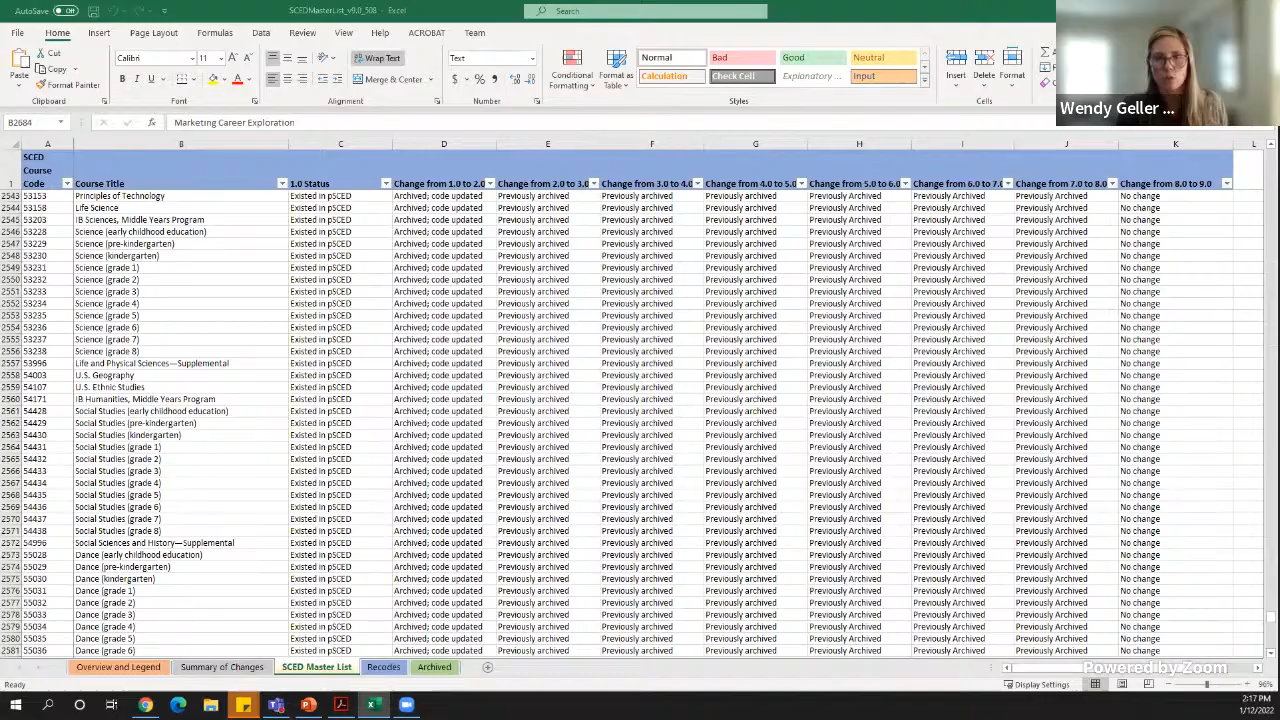 AutoSave Off SCEDMasterList_v9.0_508 - Excel Search
File Home Insert Page Layout Formulas Data Review View Help ACROBAT Team
Paste Cut Copy Format Painter Calibri 11 Wrap Text Merge & Center Text $ % Conditional Formatting Format as Table Normal Bad Good Neutral Calculation Check Cell Explanatory ... Input Insert Delete Format
Clipboard Font Alignment Number Styles Cells
Wendy Geller ...
B2684 fx Marketing Career Exploration
A B C D E F G H I J K L
1 SCED Course Code Course Title 1.0 Status Change from 1.0 to 2.0 Change from 2.0 to 3.0 Change from 3.0 to 4.0 Change from 4.0 to 5.0 Change from 5.0 to 6.0 Change from 6.0 to 7.0 Change from 7.0 to 8.0 Change from 8.0 to 9.0
2543 53155 Principles of Technology Existed in pSCED Archived; code updated Previously archived Previously archived Previously Archived Previously Archived Previously Archived Previously Archived No change
2544 53158 Life Science Existed in pSCED Archived; code updated Previously archived Previously archived Previously Archived Previously Archived Previously Archived Previously Archived No change
2545 53203 IB Sciences, Middle Years Program Existed in pSCED Archived; code updated Previously archived Previously archived Previously Archived Previously Archived Previously Archived Previously Archived No change
2546 53228 Science (early childhood education) Existed in pSCED Archived; code updated Previously archived Previously archived Previously Archived Previously Archived Previously Archived Previously Archived No change
2547 53229 Science (pre-kindergarten) Existed in pSCED Archived; code updated Previously archived Previously archived Previously Archived Previously Archived Previously Archived Previously Archived No change
2548 53230 Science (kindergarten) Existed in pSCED Archived; code updated Previously archived Previously archived Previously Archived Previously Archived Previously Archived Previously Archived No change
2549 53231 Science (grade 1) Existed in pSCED Archived; code updated Previously archived Previously archived Previously Archived Previously Archived Previously Archived Previously Archived No change
2550 53232 Science (grade 2) Existed in pSCED Archived; code updated Previously archived Previously archived Previously Archived Previously Archived Previously Archived Previously Archived No change
2551 53233 Science (grade 3) Existed in pSCED Archived; code updated Previously archived Previously archived Previously Archived Previously Archived Previously Archived Previously Archived No change
2552 53234 Science (grade 4) Existed in pSCED Archived; code updated Previously archived Previously archived Previously Archived Previously Archived Previously Archived Previously Archived No change
2553 53235 Science (grade 5) Existed in pSCED Archived; code updated Previously archived Previously archived Previously Archived Previously Archived Previously Archived Previously Archived No change
2554 53236 Science (grade 6) Existed in pSCED Archived; code updated Previously archived Previously archived Previously Archived Previously Archived Previously Archived Previously Archived No change
2555 53237 Science (grade 7) Existed in pSCED Archived; code updated Previously archived Previously archived Previously Archived Previously Archived Previously Archived Previously Archived No change
2556 53238 Science (grade 8) Existed in pSCED Archived; code updated Previously archived Previously archived Previously Archived Previously Archived Previously Archived Previously Archived No change
2557 53996 Life and Physical Sciences—Supplemental Existed in pSCED Archived; code updated Previously archived Previously archived Previously Archived Previously Archived Previously Archived Previously Archived No change
2558 54003 U.S. Geography Existed in pSCED Archived; code updated Previously archived Previously archived Previously Archived Previously Archived Previously Archived Previously Archived No change
2559 54107 U.S. Ethnic Studies Existed in pSCED Archived; code updated Previously archived Previously archived Previously Archived Previously Archived Previously Archived Previously Archived No change
2560 54171 IB Humanities, Middle Years Program Existed in pSCED Archived; code updated Previously archived Previously archived Previously Archived Previously Archived Previously Archived Previously Archived No change
2561 54428 Social Studies (early childhood education) Existed in pSCED Archived; code updated Previously archived Previously archived Previously Archived Previously Archived Previously Archived Previously Archived No change
2562 54429 Social Studies (pre-kindergarten) Existed in pSCED Archived; code updated Previously archived Previously archived Previously Archived Previously Archived Previously Archived Previously Archived No change
2563 54430 Social Studies (kindergarten) Existed in pSCED Archived; code updated Previously archived Previously archived Previously Archived Previously Archived Previously Archived Previously Archived No change
2564 54431 Social Studies (grade 1) Existed in pSCED Archived; code updated Previously archived Previously archived Previously Archived Previously Archived Previously Archived Previously Archived No change
2565 54432 Social Studies (grade 2) Existed in pSCED Archived; code updated Previously archived Previously archived Previously Archived Previously Archived Previously Archived Previously Archived No change
2566 54433 Social Studies (grade 3) Existed in pSCED Archived; code updated Previously archived Previously archived Previously Archived Previously Archived Previously Archived Previously Archived No change
2567 54434 Social Studies (grade 4) Existed in pSCED Archived; code updated Previously archived Previously archived Previously Archived Previously Archived Previously Archived Previously Archived No change
2568 54435 Social Studies (grade 5) Existed in pSCED Archived; code updated Previously archived Previously archived Previously Archived Previously Archived Previously Archived Previously Archived No change
2569 54436 Social Studies (grade 6) Existed in pSCED Archived; code updated Previously archived Previously archived Previously Archived Previously Archived Previously Archived Previously Archived No change
2570 54437 Social Studies (grade 7) Existed in pSCED Archived; code updated Previously archived Previously archived Previously Archived Previously Archived Previously Archived Previously Archived No change
2571 54438 Social Studies (grade 8) Existed in pSCED Archived; code updated Previously archived Previously archived Previously Archived Previously Archived Previously Archived Previously Archived No change
2572 54996 Social Sciences and History—Supplemental Existed in pSCED Archived; code updated Previously archived Previously archived Previously Archived Previously Archived Previously Archived Previously Archived No change
2573 55028 Dance (early childhood education) Existed in pSCED Archived; code updated Previously archived Previously archived Previously Archived Previously Archived Previously Archived Previously Archived No change
2574 55029 Dance (pre-kindergarten) Existed in pSCED Archived; code updated Previously archived Previously archived Previously Archived Previously Archived Previously Archived Previously Archived No change
2575 55030 Dance (kindergarten) Existed in pSCED Archived; code updated Previously archived Previously archived Previously Archived Previously Archived Previously Archived Previously Archived No change
2576 55031 Dance (grade 1) Existed in pSCED Archived; code updated Previously archived Previously archived Previously Archived Previously Archived Previously Archived Previously Archived No change
2577 55032 Dance (grade 2) Existed in pSCED Archived; code updated Previously archived Previously archived Previously Archived Previously Archived Previously Archived Previously Archived No change
2578 55033 Dance (grade 3) Existed in pSCED Archived; code updated Previously archived Previously archived Previously Archived Previously Archived Previously Archived Previously Archived No change
2579 55034 Dance (grade 4) Existed in pSCED Archived; code updated Previously archived Previously archived Previously Archived Previously Archived Previously Archived Previously Archived No change
2580 55035 Dance (grade 5) Existed in pSCED Archived; code updated Previously archived Previously archived Previously Archived Previously Archived Previously Archived Previously Archived No change
2581 55036 Dance (grade 6) Existed in pSCED Archived; code updated Previously archived Previously archived Previously Archived Previously Archived Previously Archived Previously Archived No change
Overview and Legend Summary of Changes SCED Master List Recodes Archived
Powered by Zoom
Ready Display Settings 96%
2:17 PM
1/12/2022